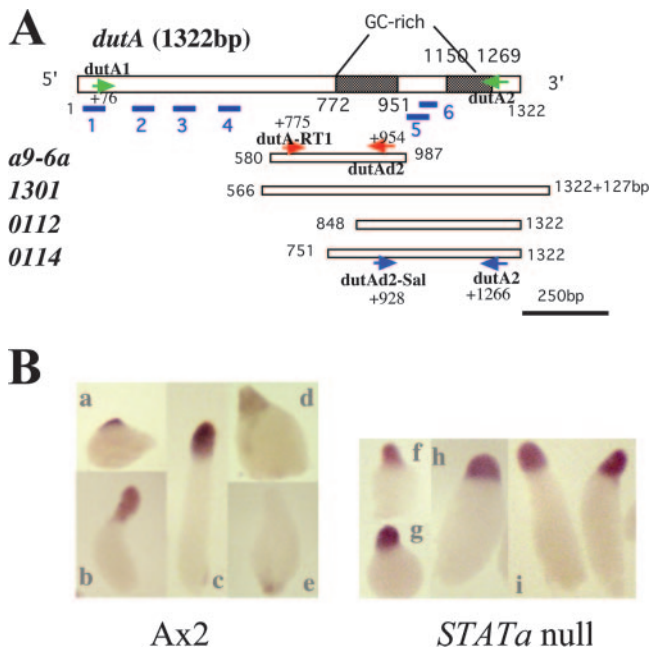 A
dutA (1322bp)
GC-rich
1150 1269
5'
dutA1
3'
+76
dutA2
1
772
951
1322
1
2
3
4
5
6
+775
+954
dutA-RT1
a9-6a
580
987
dutAd2
1301
566
1322+127bp
0112
848
1322
0114
751
1322
dutAd2-Sal
dutA2
+928
+1266
250bp
B
a
d
f
h
g
b
c
e
i
Ax2
STATa null